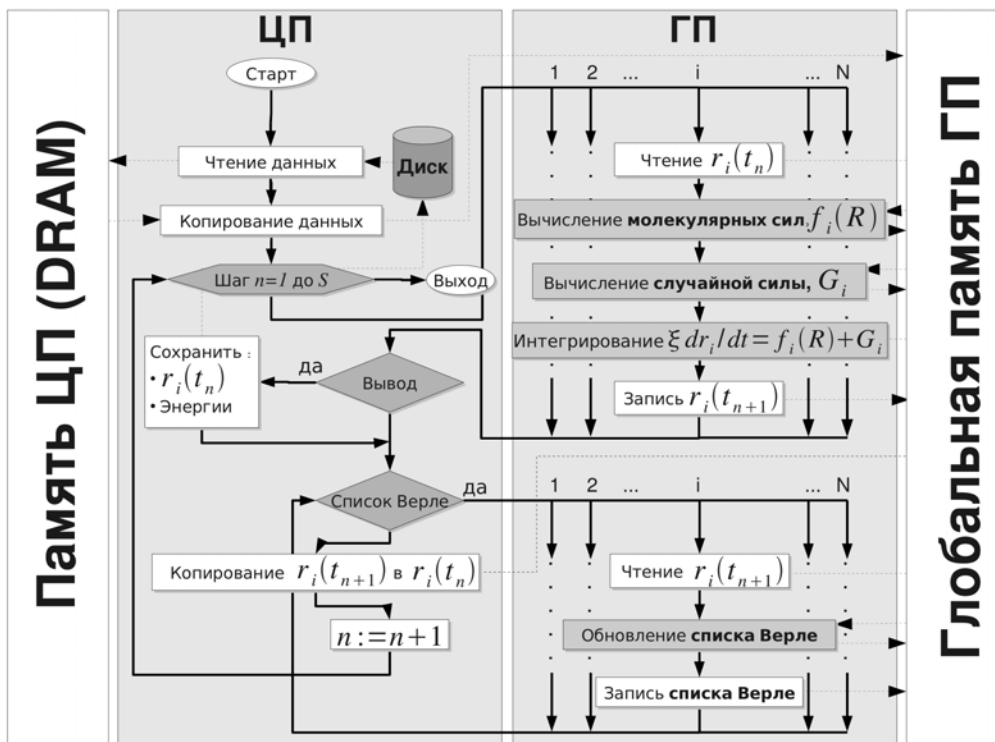 Память ЦП (DRAM)
ЦП
Старт
Чтение данных
Диск
Копирование данных
Шаг n=1 до S
Выход
Сохранить :
• r_i(t_n)
• Энергии
да
Вывод
Список Верле
да
Копирование r_i(t_{n+1}) в r_i(t_n)
n:=n+1
ГП
1 2 ... i ... N
Чтение r_i(t_n)
Вычисление молекулярных сил, f_i(R)
Вычисление случайной силы, G_i
Интегрирование ξ dr_i/dt=f_i(R)+G_i
Запись r_i(t_{n+1})
1 2 ... i ... N
Чтение r_i(t_{n+1})
Обновление списка Верле
Запись списка Верле
Глобальная память ГП